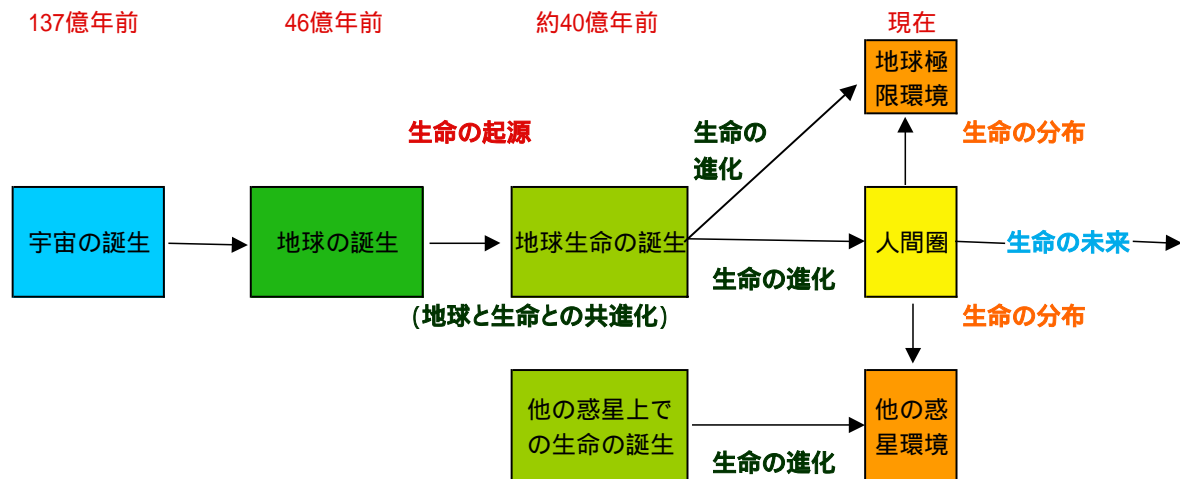 137億年前
46億年前
約40億年前
現在
地球極
限環境
生命の起源
生命の
進化
生命の分布
宇宙の誕生
地球の誕生
地球生命の誕生
人間圏
生命の未来
生命の進化
(地球と生命との共進化)
生命の分布
他の惑星上で
の生命の誕生
他の惑
星環境
生命の進化